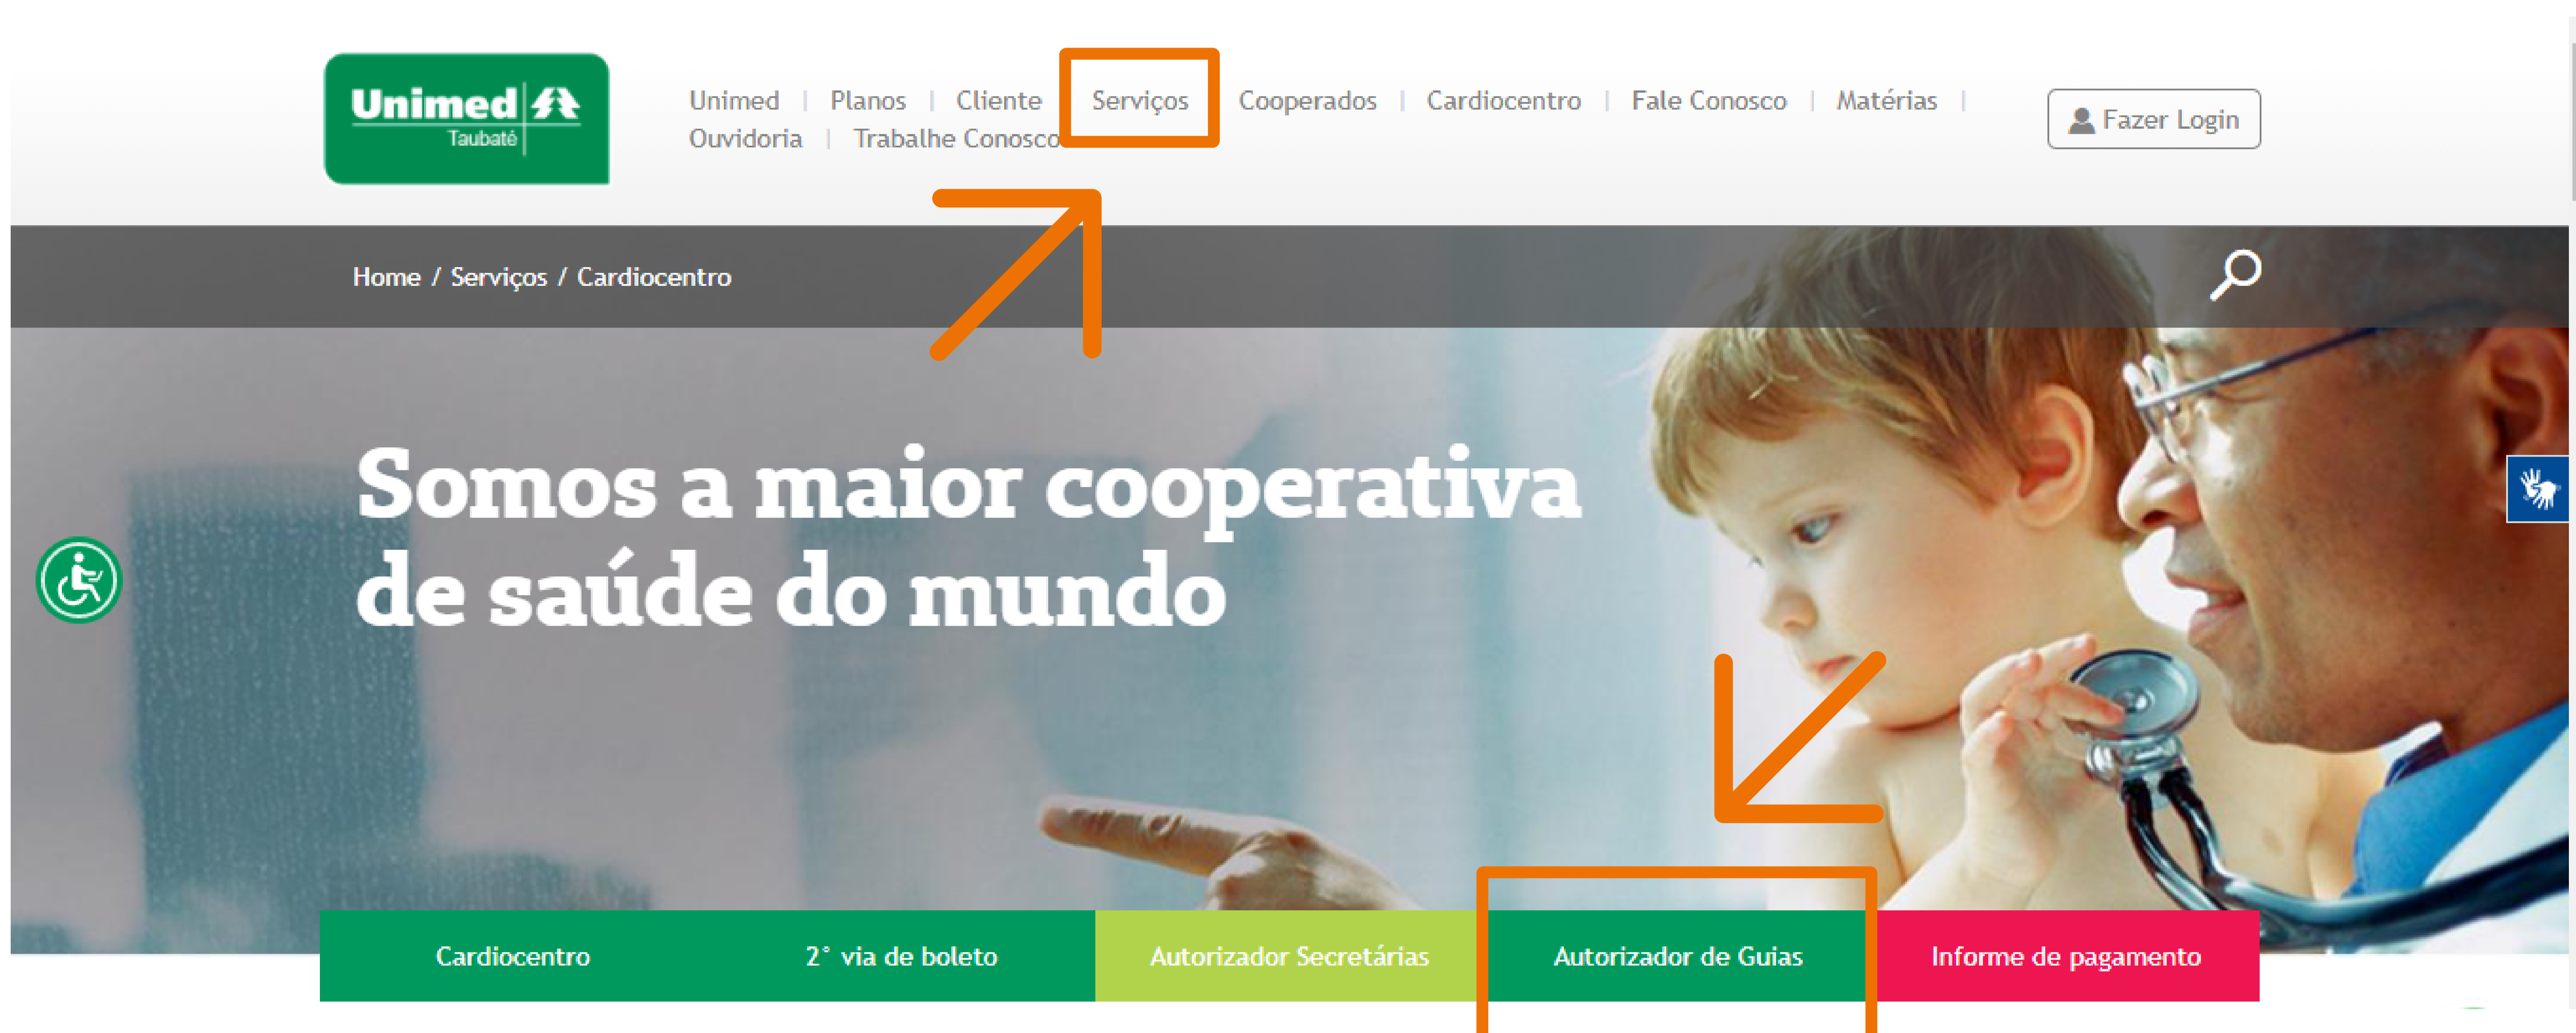 Unimed
Taubaté
Unimed | Planos | Cliente Serviços Cooperados | Cardiocentro | Fale Conosco | Matérias |
Ouvidoria | Trabalhe Conosco
Fazer Login
Home / Serviços / Cardiocentro
Somos a maior cooperativa
de saúde do mundo
Cardiocentro
2° via de boleto
Autorizador Secretárias
Autorizador de Guias
Informe de pagamento